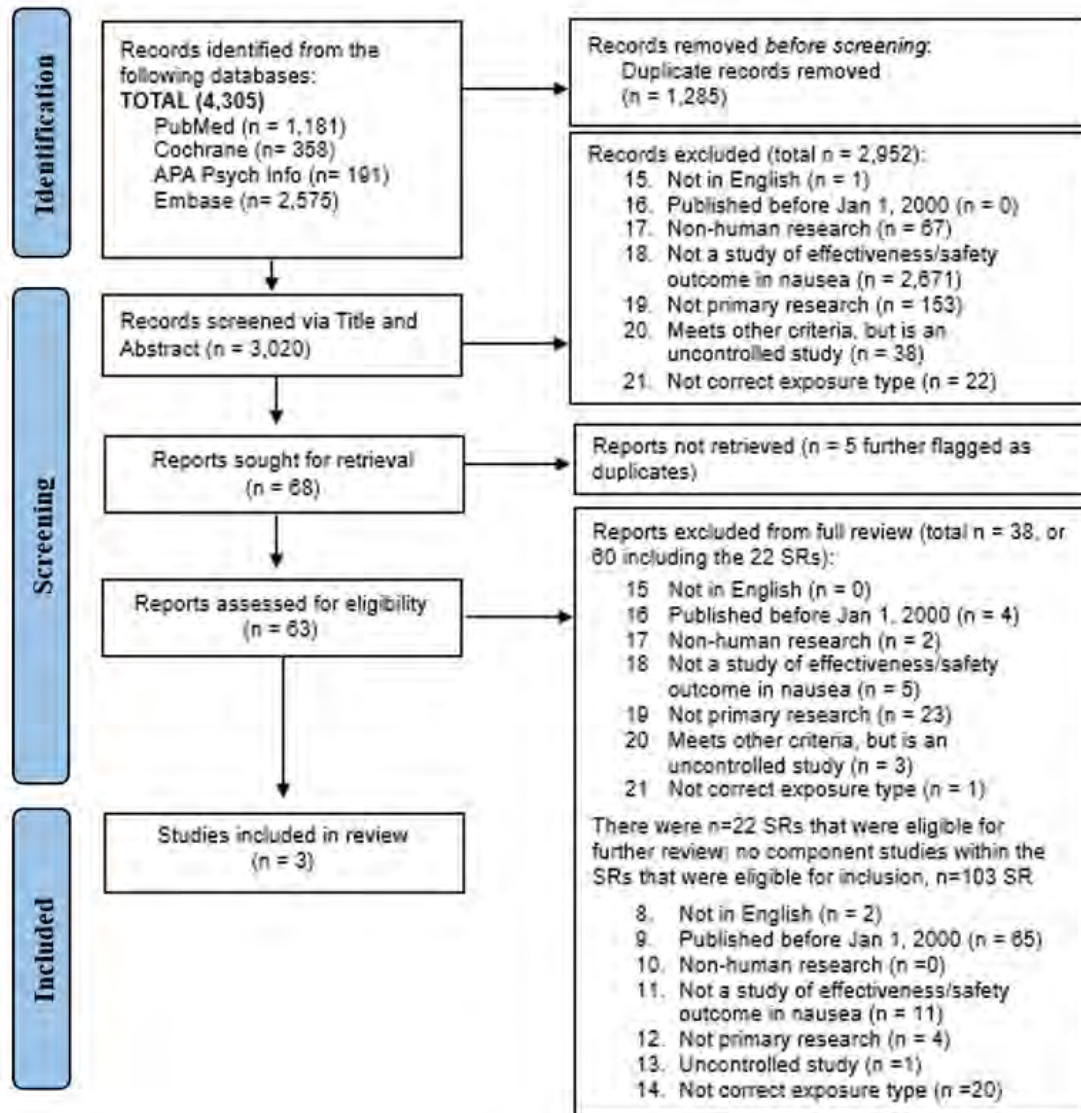 Identification
Records identified from the
following databases:
TOTAL (4,305)
PubMed (n = 1,181)
Cochrane (n= 358)
APA Psych Info (n= 191)
Embase (n= 2,575)
Records removed before screening:
Duplicate records removed
(n = 1,285)
Records excluded (total n = 2,952):
15. Not in English (n = 1)
16. Published before Jan 1, 2000 (n = 0)
17. Non-human research (n = 67)
18. Not a study of effectiveness/safety
outcome in nausea (n = 2,671)
19. Not primary research (n = 153)
20. Meets other criteria, but is an
uncontrolled study (n = 38)
21. Not correct exposure type (n = 22)
Screening
Records screened via Title and
Abstract (n = 3,020)
Reports sought for retrieval
(n = 68)
Reports not retrieved (n = 5 further flagged as
duplicates)
Reports assessed for eligibility
(n = 63)
Reports excluded from full review (total n = 38, or
60 including the 22 SRs):
15 Not in English (n = 0)
16 Published before Jan 1, 2000 (n = 4)
17 Non-human research (n = 2)
18 Not a study of effectiveness/safety
outcome in nausea (n = 5)
19 Not primary research (n = 23)
20 Meets other criteria, but is an
uncontrolled study (n = 3)
21 Not correct exposure type (n = 1)
There were n=22 SRs that were eligible for
further review; no component studies within the
SRs that were eligible for inclusion, n=103 SR
8. Not in English (n = 2)
9. Published before Jan 1, 2000 (n = 65)
10. Non-human research (n =0)
11. Not a study of effectiveness/safety
outcome in nausea (n = 11)
12. Not primary research (n = 4)
13. Uncontrolled study (n =1)
14. Not correct exposure type (n =20)
Included
Studies included in review
(n = 3)